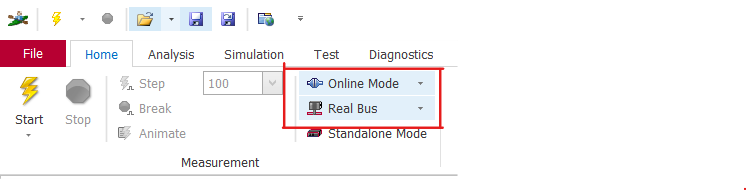 File Home Analysis Simulation Test Diagnostics
Step 100 Online Mode
Break Real Bus
Start Stop Animate Standalone Mode
Measurement